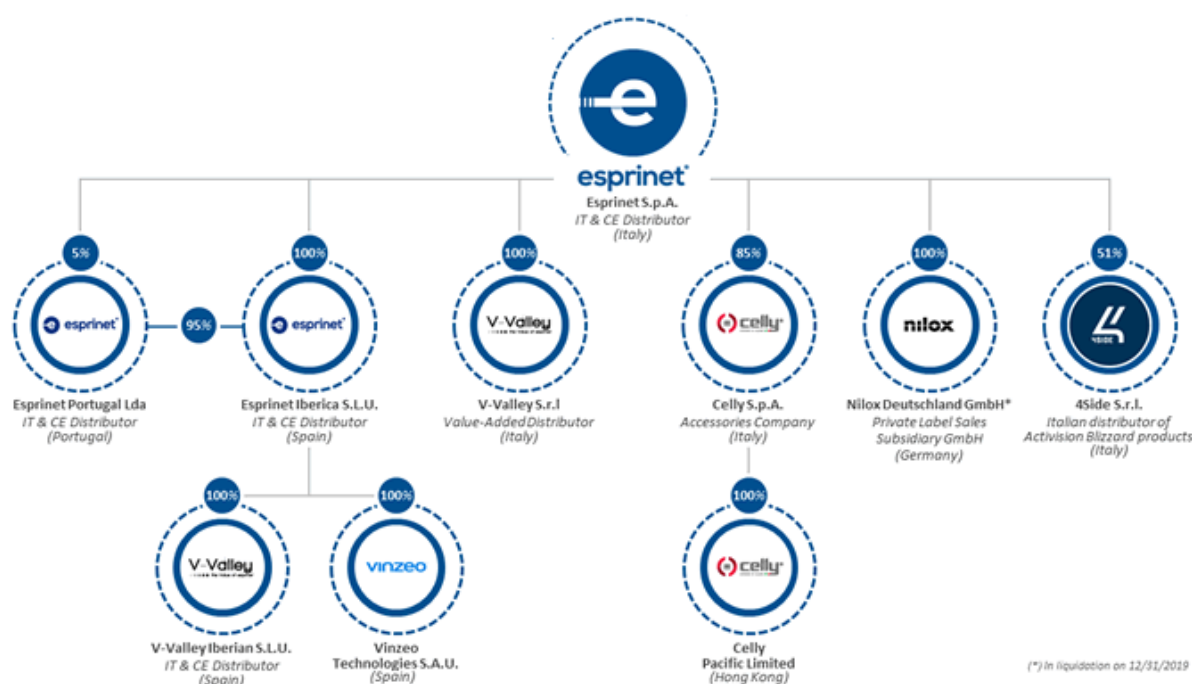 e
esprinet
Esprinet S.p.A.
IT & CE Distributor
(Italy)
5%
100%
100%
85%
100%
51%
esprinet
95%
esprinet
V-Valley
celly
nilox
4SIDE
Esprinet Portugal Lda
IT & CE Distributor
(Portugal)
Esprinet Iberica S.L.U.
IT & CE Distributor
(Spain)
V-Valley S.r.l
Value-Added Distributor
(Italy)
Celly S.p.A.
Accessories Company
(Italy)
Nilox Deutschland GmbH*
Private Label Sales
Subsidiary GmbH
(Germany)
4Side S.r.l.
Italian distributor of
Activision Blizzard products
(Italy)
100%
100%
100%
V-Valley
vinzeo
celly
V-Valley Iberian S.L.U.
IT & CE Distributor
(Spain)
Vinzeo
Technologies S.A.U.
(Spain)
Celly
Pacific Limited
(Hong Kong)
(*) In liquidation on 12/31/2019